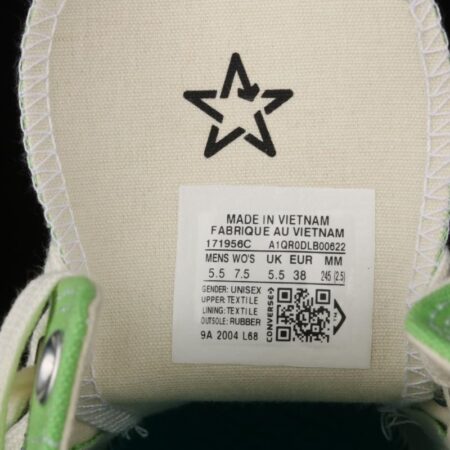 MADE IN VIETNAM
FABRIQUE AU VIETNAM
171956C A1QR0DLB00622
MENS WO'S UK EUR MM
5.5 7.5 5.5 38 245 (2.5)
GENDER: UNISEX
UPPER: TEXTILE
LINING: TEXTILE
OUTSOLE: RUBBER
CONVERSE
9A 2004 L68